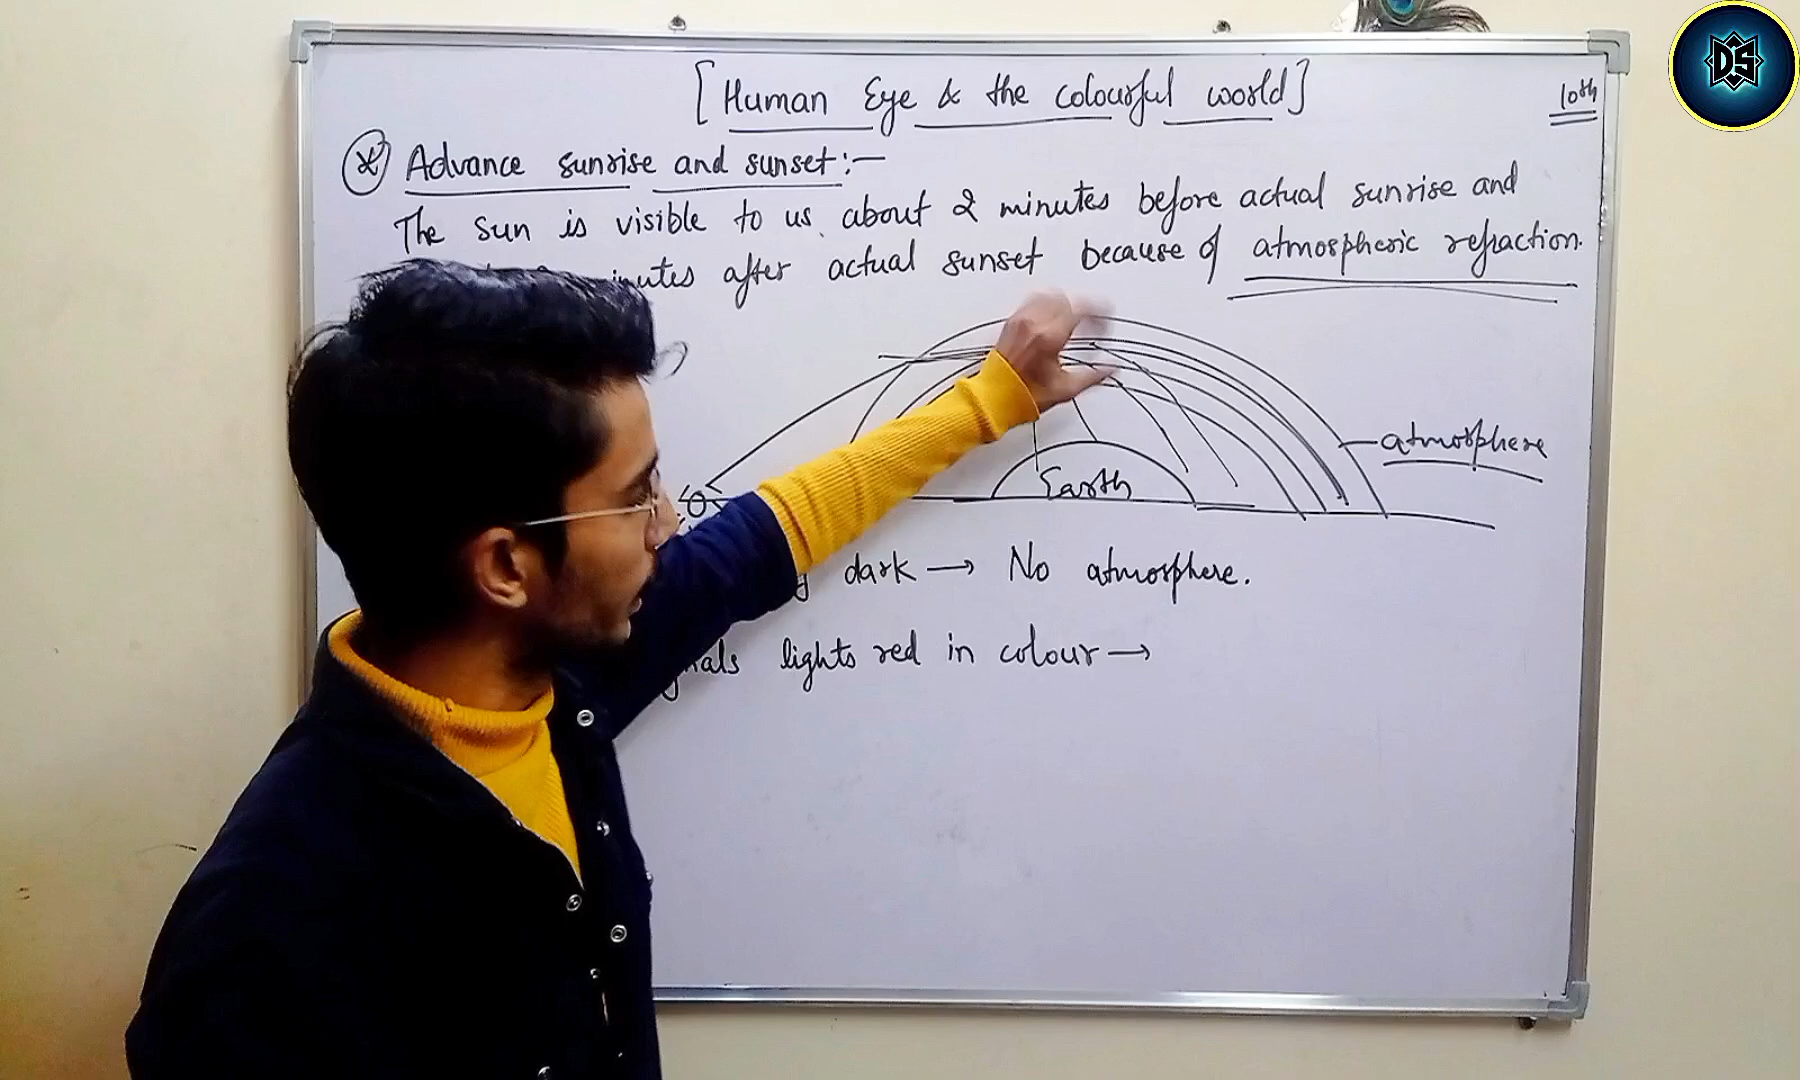 [Human Eye & the colourful world]
10th
Advance sunrise and sunset:—
The sun is visible to us about 2 minutes before actual sunrise and
after actual sunset because of atmospheric refraction.
atmosphere
Earth
dark → No atmosphere.
lights red in colour →
DS